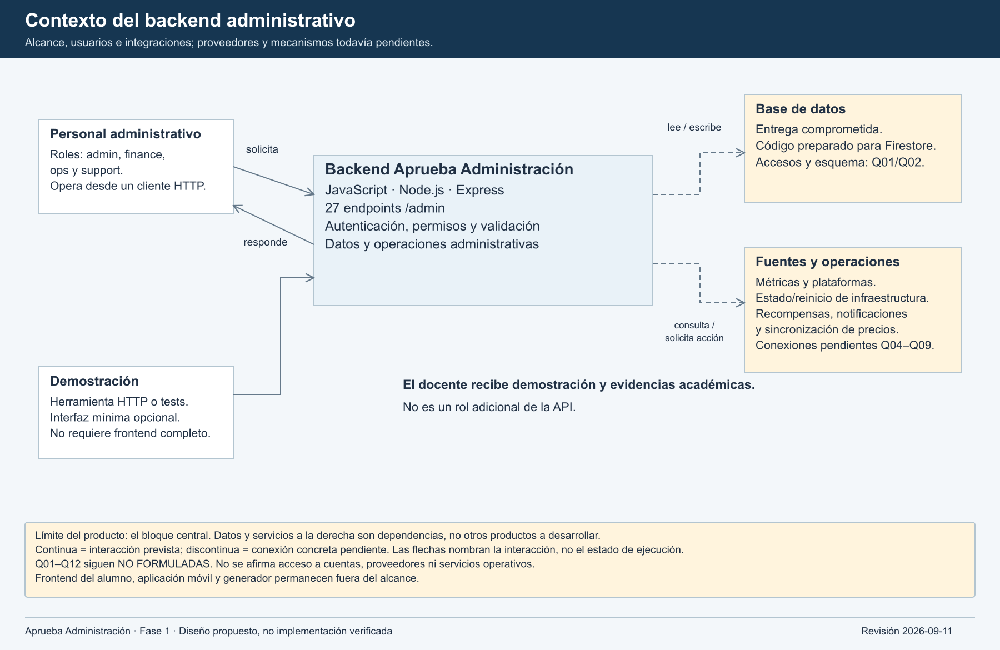 Contexto del backend administrativo
Alcance, usuarios e integraciones; proveedores y mecanismos todavía pendientes.
Personal administrativo
Roles: admin, finance,
ops y support.
Opera desde un cliente HTTP.
solicita
responde
Backend Aprueba Administración
JavaScript · Node.js · Express
27 endpoints /admin
Autenticación, permisos y validación
Datos y operaciones administrativas
lee / escribe
Base de datos
Entrega comprometida.
Código preparado para Firestore.
Accesos y esquema: Q01/Q02.
consulta /
solicita acción
Fuentes y operaciones
Métricas y plataformas.
Estado/reinicio de infraestructura.
Recompensas, notificaciones
y sincronización de precios.
Conexiones pendientes Q04–Q09.
Demostración
Herramienta HTTP o tests.
Interfaz mínima opcional.
No requiere frontend completo.
El docente recibe demostración y evidencias académicas.
No es un rol adicional de la API.
Límite del producto: el bloque central. Datos y servicios a la derecha son dependencias, no otros productos a desarrollar.
Continua = interacción prevista; discontinua = conexión concreta pendiente. Las flechas nombran la interacción, no el estado de ejecución.
Q01–Q12 siguen NO FORMULADAS. No se afirma acceso a cuentas, proveedores ni servicios operativos.
Frontend del alumno, aplicación móvil y generador permanecen fuera del alcance.
Aprueba Administración · Fase 1 · Diseño propuesto, no implementación verificada
Revisión 2026-09-11